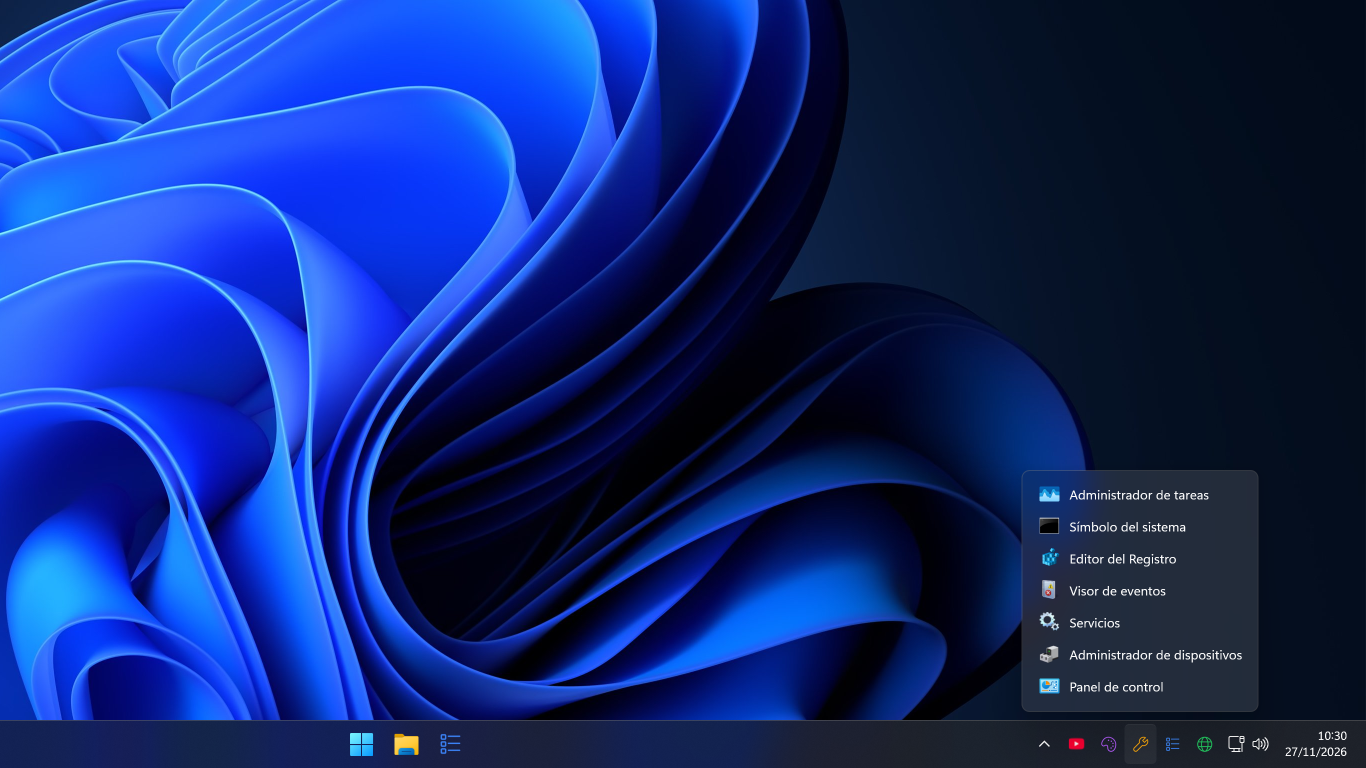 Administrador de tareas
Símbolo del sistema
Editor del Registro
Visor de eventos
Servicios
Administrador de dispositivos
Panel de control
10:30
27/11/2026